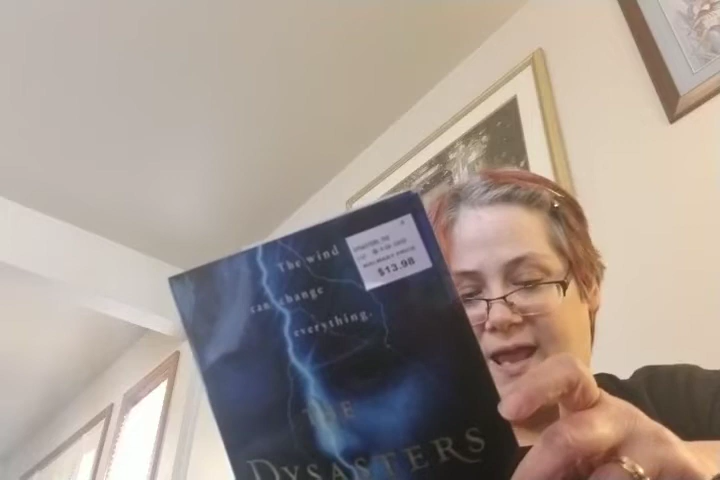 The wind
can change
everything.
$13.98
THE
DYSASTERS